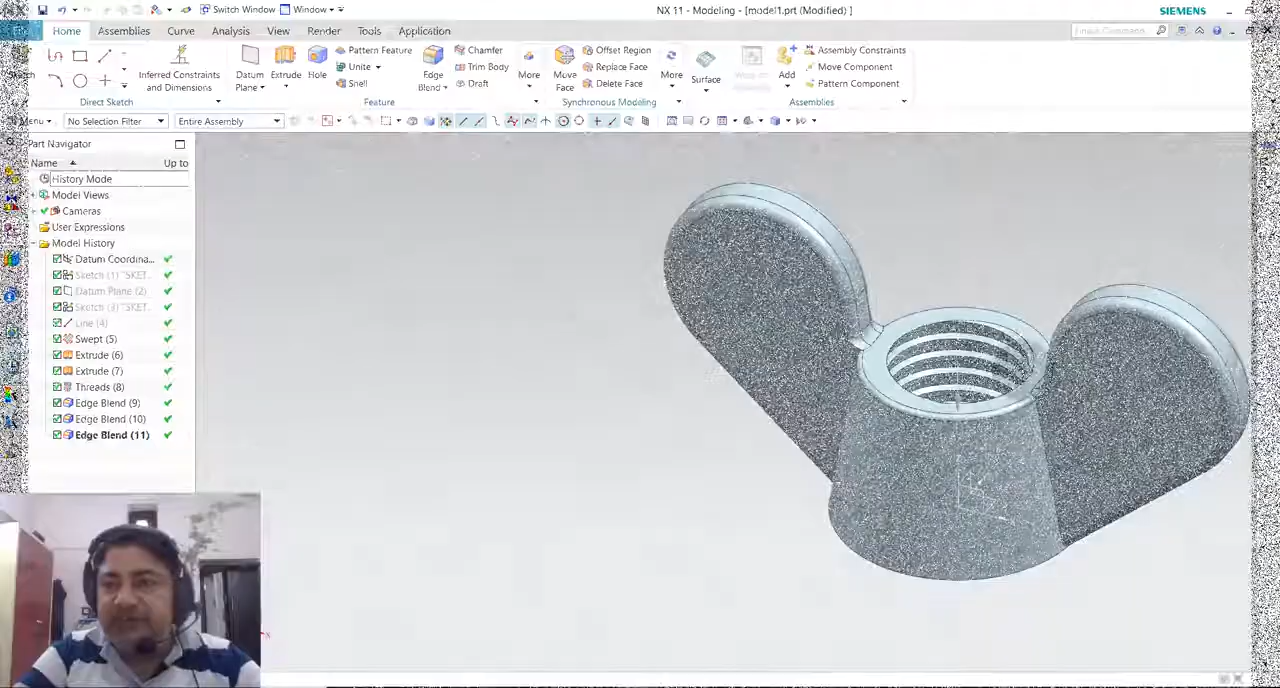 Switch Window Window
NX 11 - Modeling - [model1.prt (Modified) ]
SIEMENS
Home Assemblies Curve Analysis View Render Tools Application
Inferred Constraints and Dimensions
Direct Sketch
Datum Plane
Extrude
Hole
Pattern Feature
Unite
Shell
Edge Blend
Chamfer
Trim Body
Draft
More
Feature
Move Face
Offset Region
Replace Face
Delete Face
More
Synchronous Modeling
Surface
Add
Assembly Constraints
Move Component
Pattern Component
Assemblies
No Selection Filter
Entire Assembly
Part Navigator
Name Up to
History Mode
Model Views
Cameras
User Expressions
Model History
Datum Coordina...
Sketch (1) "SKET...
Datum Plane (2)
Sketch (3) "SKET...
Line (4)
Swept (5)
Extrude (6)
Extrude (7)
Threads (8)
Edge Blend (9)
Edge Blend (10)
Edge Blend (11)
X